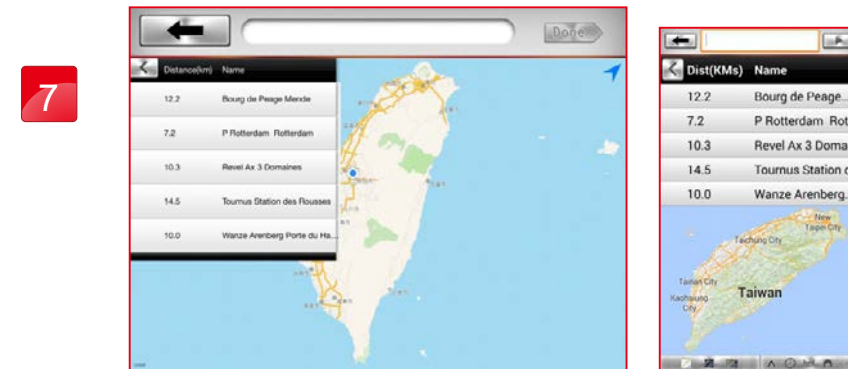 7
Done
Distance(km) Name
12.2 Bourg de Peage Mende
7.2 P Rotterdam Rotterdam
10.3 Revel Ax 3 Domaines
14.5 Tournus Station des Rousses
10.0 Wanze Arenberg Porte du Ha...
Dist(KMs) Name
12.2 Bourg de Peage...
7.2 P Rotterdam Rot
10.3 Revel Ax 3 Doma
14.5 Tournus Station d
10.0 Wanze Arenberg...
New
Taipei City
Taichung City
Tainan City
Kaohsiung
City
Taiwan